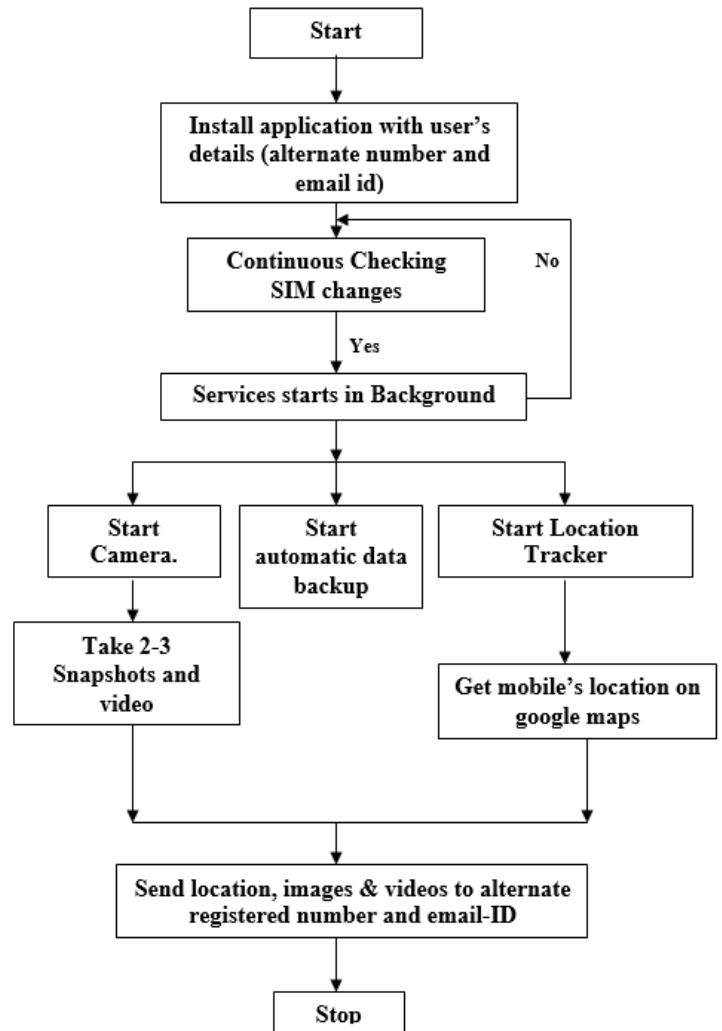 Start
Install application with user’s
details (alternate number and
email id)
Continuous Checking
SIM changes
No
Yes
Services starts in Background
Start
Camera.
Start
automatic data
backup
Start Location
Tracker
Take 2-3
Snapshots and
video
Get mobile’s location on
google maps
Send location, images & videos to alternate
registered number and email-ID
Stop